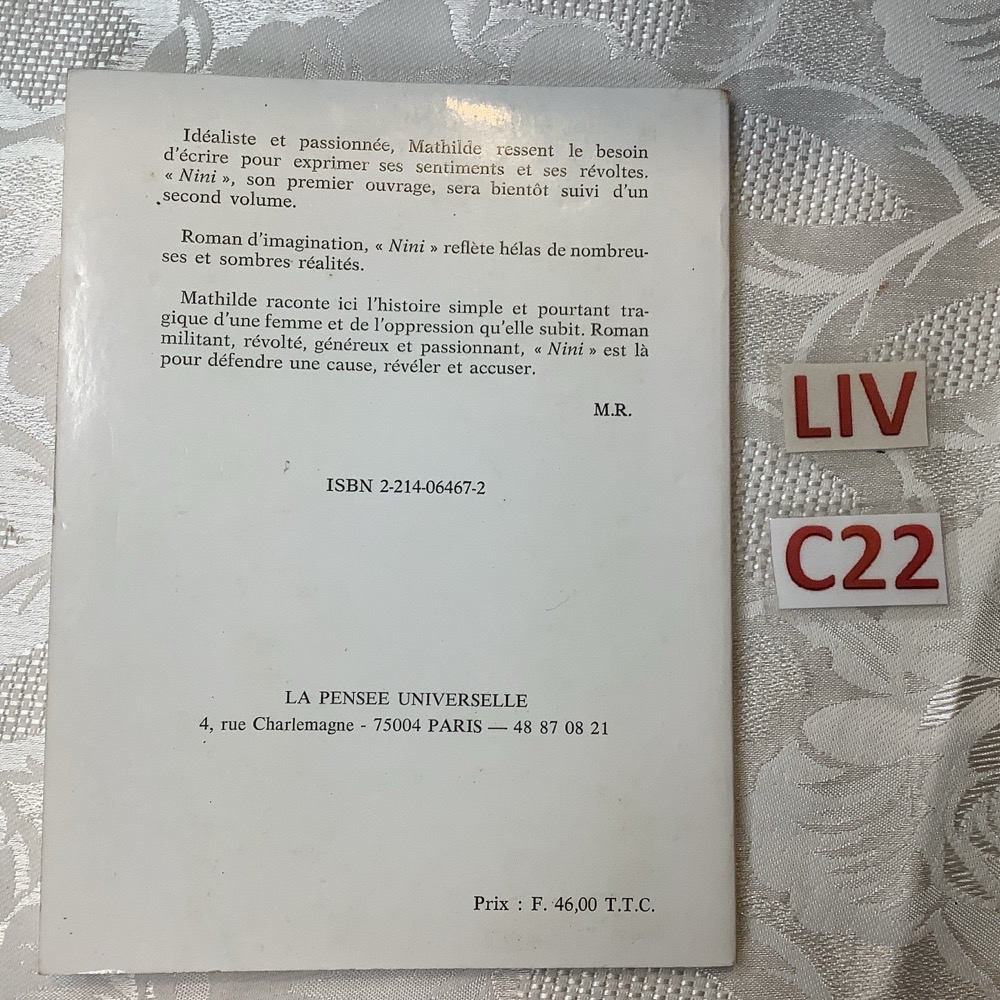 Idéaliste et passionnée, Mathilde ressent le besoin
d'écrire pour exprimer ses sentiments et ses révoltes.
« Nini », son premier ouvrage, sera bientôt suivi d'un
second volume.
Roman d'imagination, « Nini » reflète hélas de nombreu-
ses et sombres réalités.
Mathilde raconte ici l'histoire simple et pourtant tra-
gique d'une femme et de l'oppression qu'elle subit. Roman
militant, révolté, généreux et passionnant, « Nini » est là
pour défendre une cause, révéler et accuser.
M.R.
ISBN 2-214-06467-2
LA PENSEE UNIVERSELLE
4, rue Charlemagne - 75004 PARIS — 48 87 08 21
Prix : F. 46,00 T.T.C.
LIV
C22